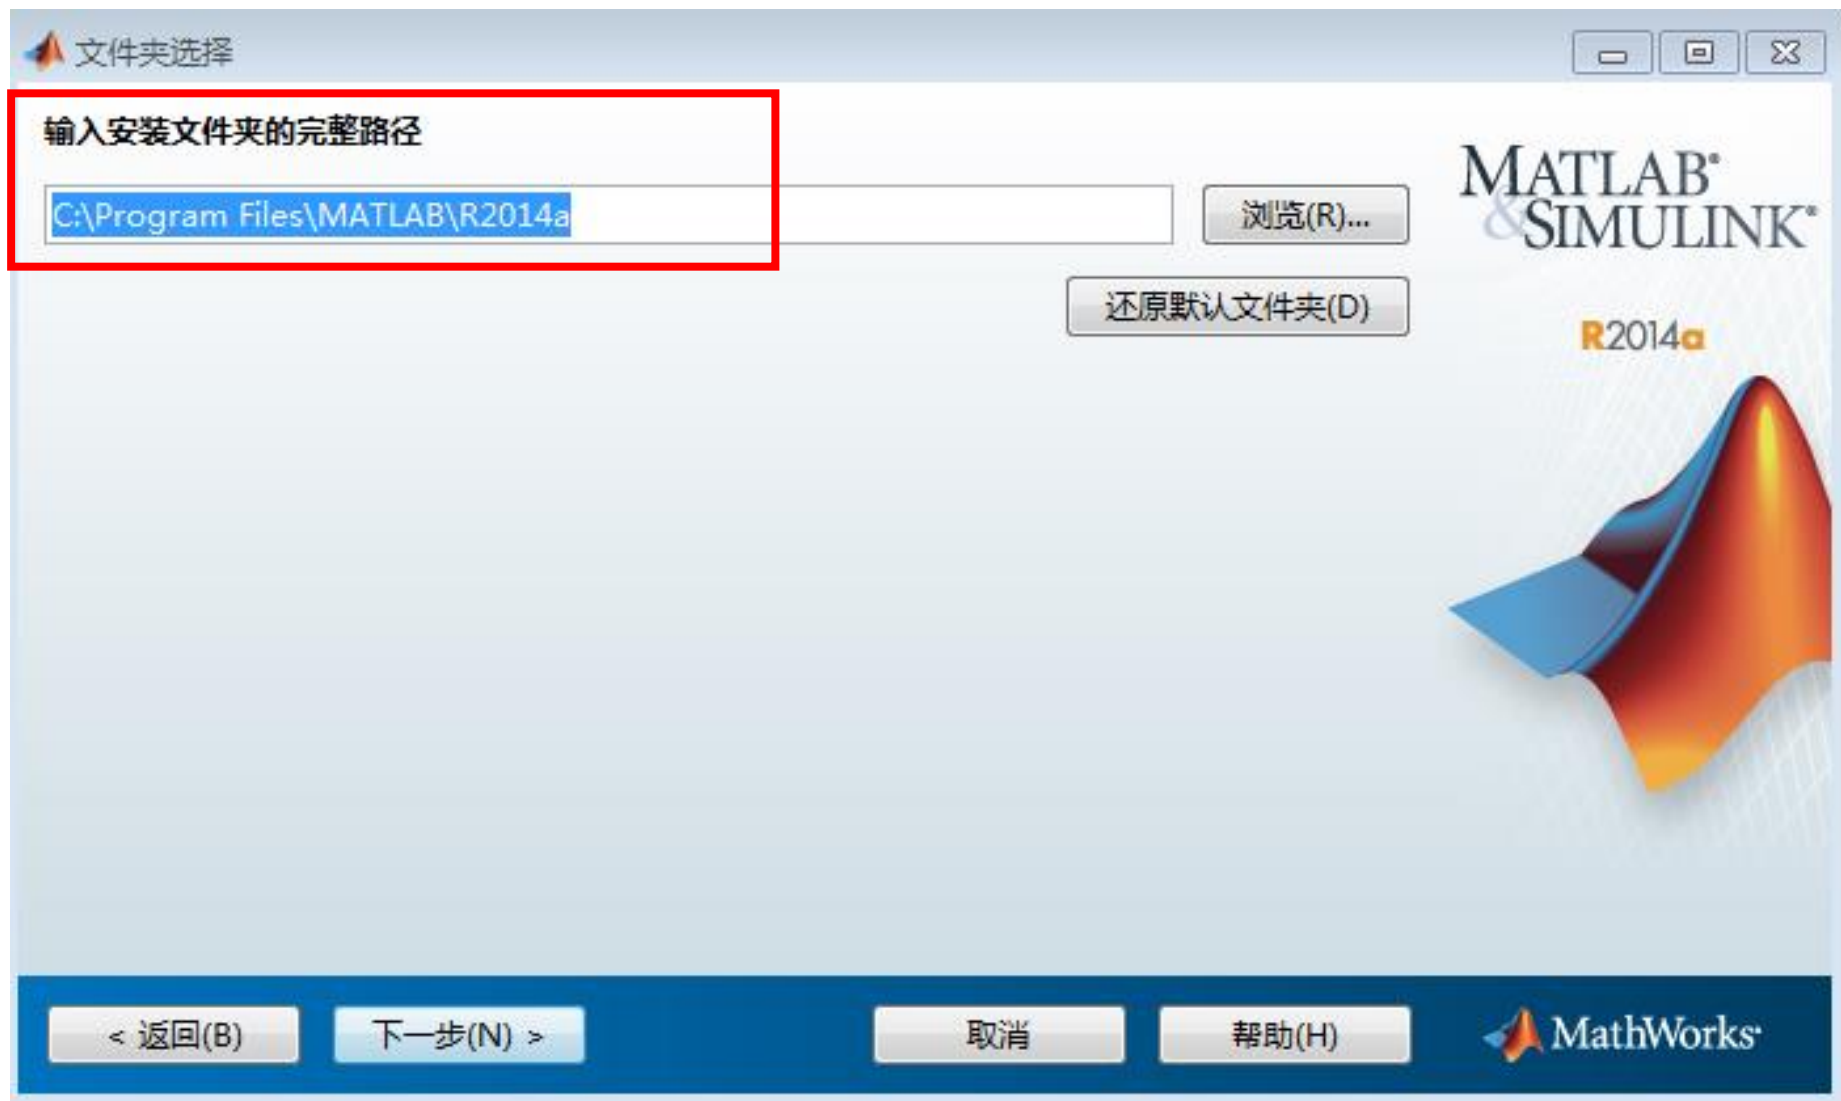 文件夹选择
输入安装文件夹的完整路径
C:\Program Files\MATLAB\R2014a
浏览(R)...
还原默认文件夹(D)
MATLAB®
&SIMULINK®
R2014a
< 返回(B)
下一步(N) >
取消
帮助(H)
MathWorks®